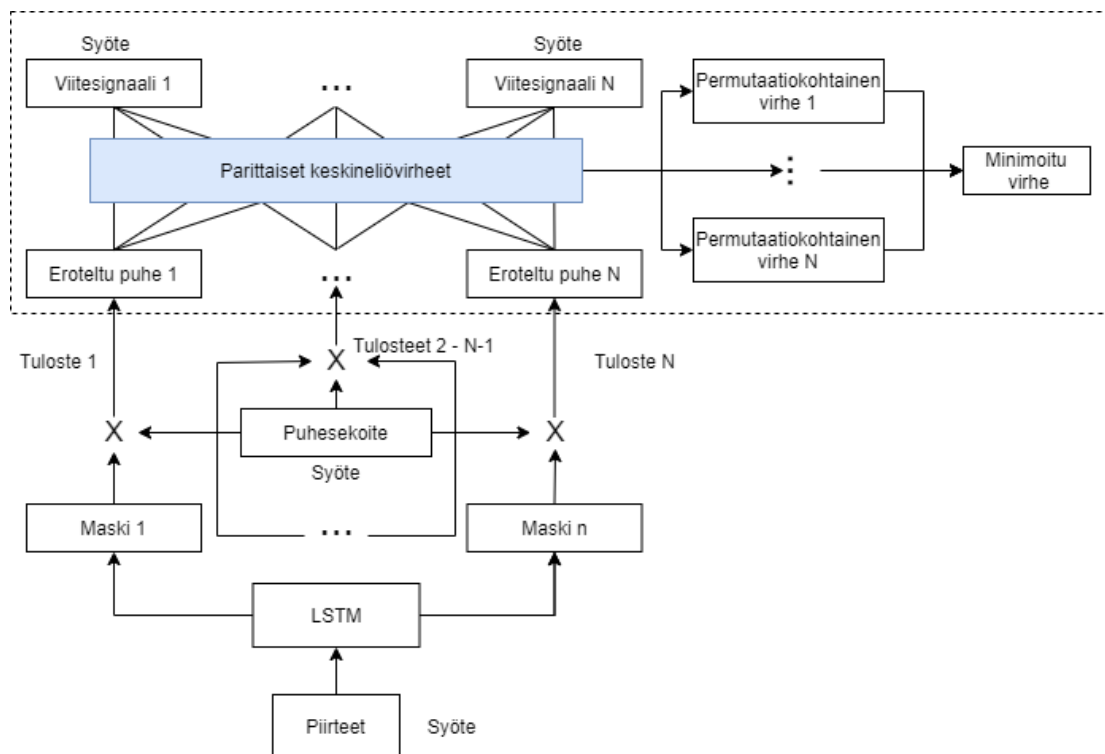 Syöte
Syöte
Viitesignaali 1
...
Viitesignaali N
Permutaatiokohtainen
virhe 1
Parittaiset keskineliövirheet
...
Minimoitu
virhe
Permutaatiokohtainen
virhe N
Eroteltu puhe 1
...
Eroteltu puhe N
Tuloste 1
X
Tulosteet 2 - N-1
Tuloste N
X
Puhesekoite
X
Syöte
Maski 1
...
Maski n
LSTM
Piirteet
Syöte